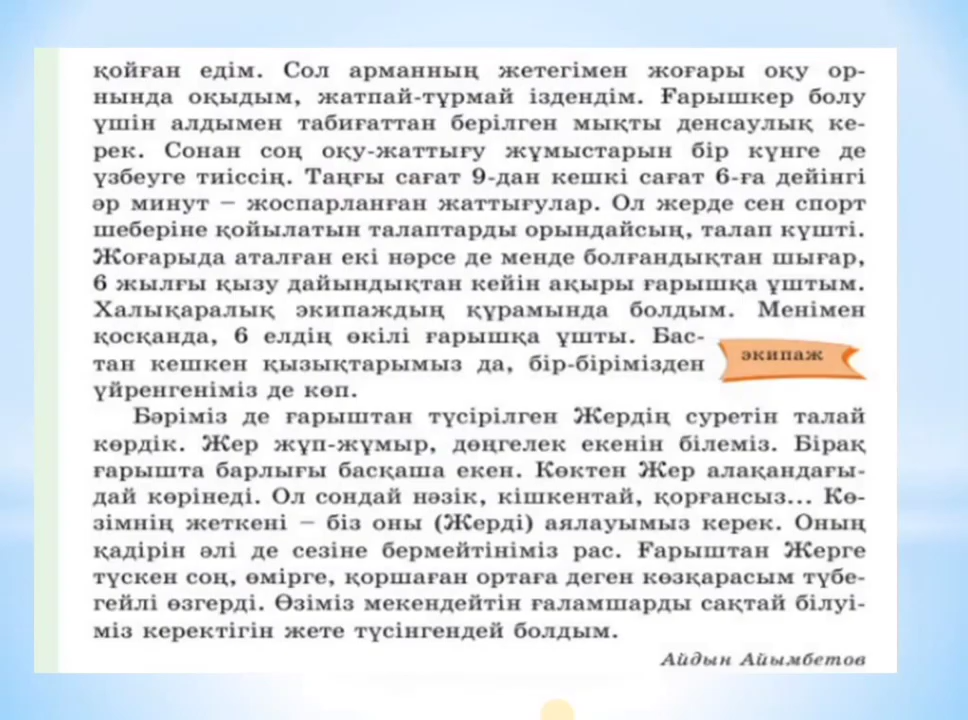 қойған едім. Сол арманның жетегімен жоғары оқу ор-
нында оқыдым, жатпай-тұрмай іздендім. Ғарышкер болу
үшін алдымен табиғаттан берілген мықты денсаулық ке-
рек. Сонан соң оқу-жаттығу жұмыстарын бір күнге де
үзбеуге тиіссің. Таңғы сағат 9-дан кешкі сағат 6-ға дейінгі
әр минут – жоспарланған жаттығулар. Ол жерде сен спорт
шеберіне қойылатын талаптарды орындайсың, талап күшті.
Жоғарыда аталған екі нәрсе де менде болғандықтан шығар,
6 жылғы қызу дайындықтан кейін ақыры ғарышқа ұштым.
Халықаралық экипаждың құрамында болдым. Менімен
қосқанда, 6 елдің өкілі ғарышқа ұшты. Бас-
тан кешкен қызықтарымыз да, бір-бірімізден
үйренгеніміз де көп.
экипаж
Бәріміз де ғарыштан түсірілген Жердің суретін талай
көрдік. Жер жұп-жұмыр, дөңгелек екенін білеміз. Бірақ
ғарышта барлығы басқаша екен. Көктен Жер алақандағы-
дай көрінеді. Ол сондай нәзік, кішкентай, қорғансыз... Кө-
зімнің жеткені – біз оны (Жерді) аялауымыз керек. Оның
қадірін әлі де сезіне бермейтініміз рас. Ғарыштан Жерге
түскен соң, өмірге, қоршаған ортаға деген көзқарасым түбе-
гейлі өзгерді. Өзіміз мекендейтін ғаламшарды сақтай білуі-
міз керектігін жете түсінгендей болдым.
Айдын Айымбетов